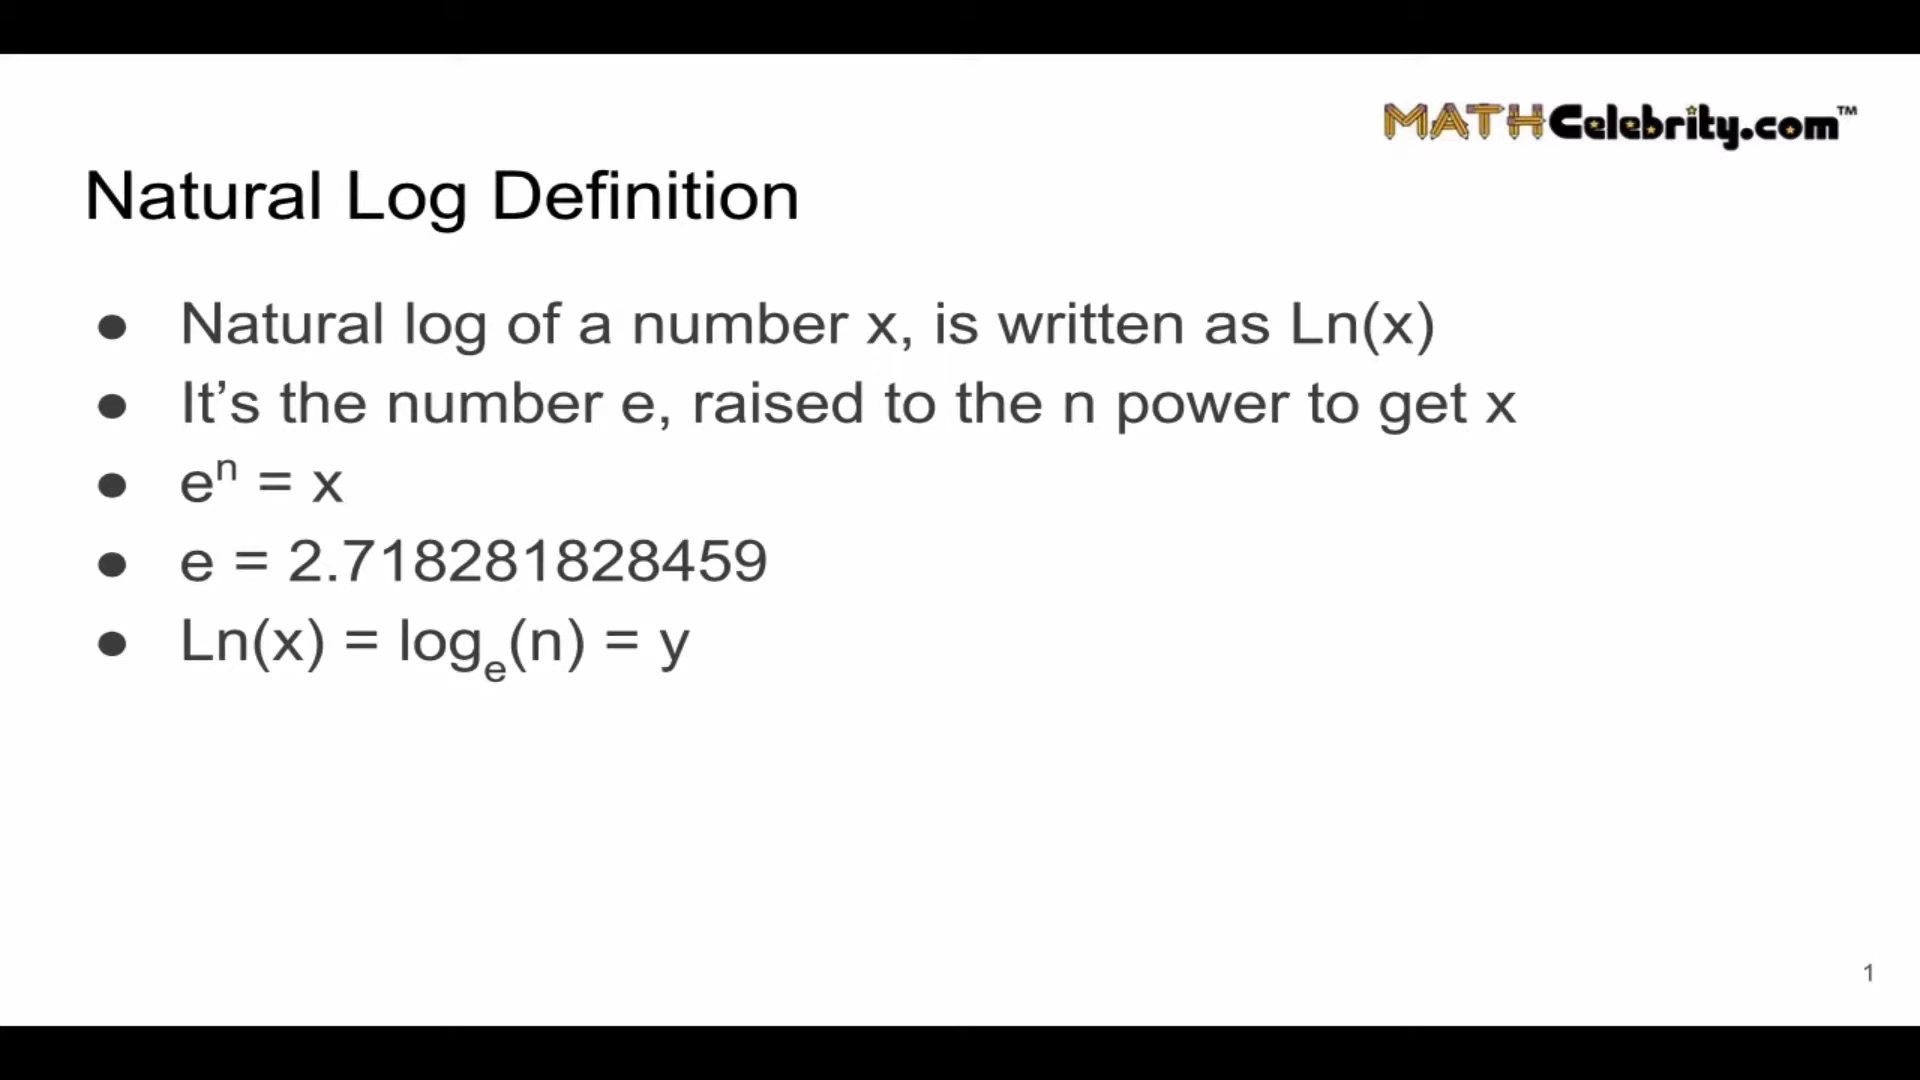 MATHCelebrity.com™
Natural Log Definition
● Natural log of a number x, is written as Ln(x)
● It’s the number e, raised to the n power to get x
● eⁿ = x
● e = 2.718281828459
● Ln(x) = logₑ(n) = y
1